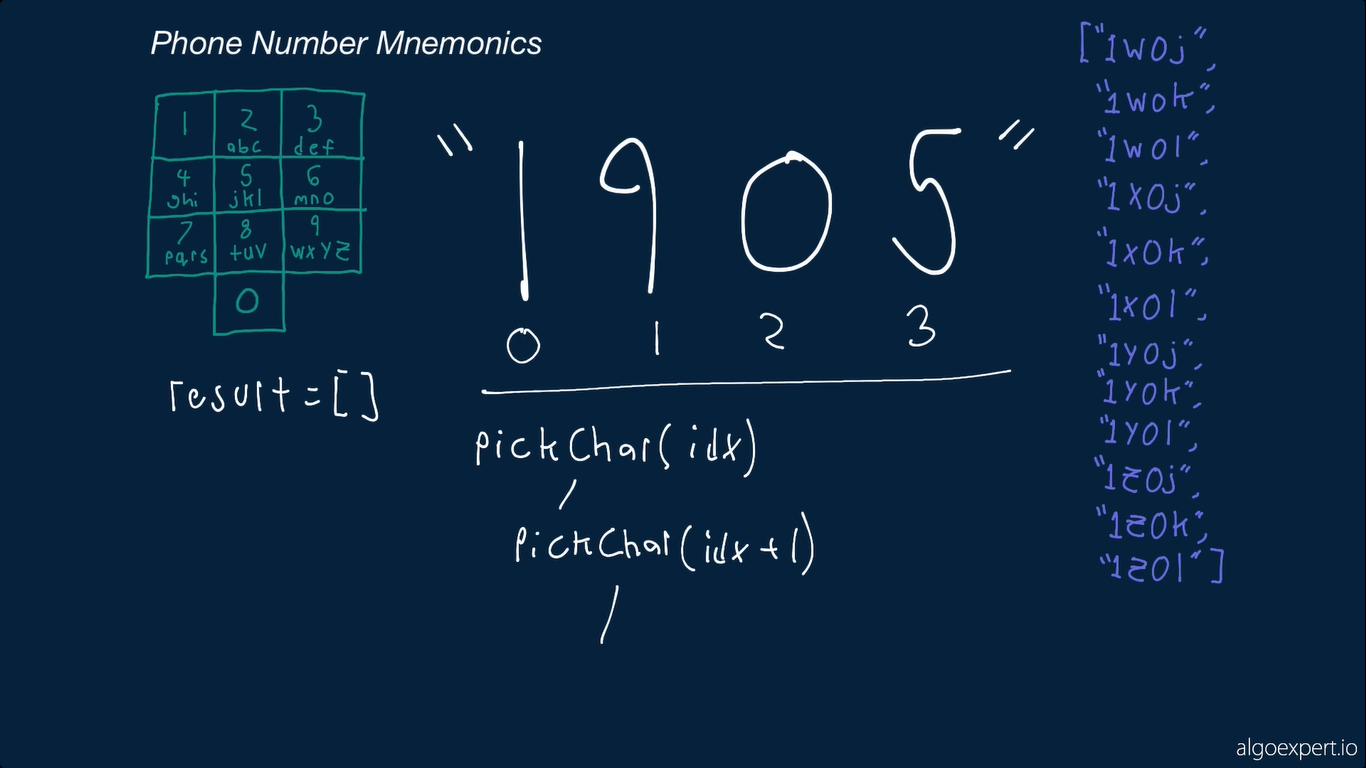 Phone Number Mnemonics
1 2 3
abc def
4 5 6
ghi jkl mno
7 8 9
pqrs tuv wxyz
0
result = []
"1905"
0 1 2 3
pickChar(idx)
pickChar(idx+1)
["1w0j",
"1w0k",
"1w0l",
"1x0j",
"1x0k",
"1x0l",
"1y0j,
"1y0k",
"1y0l",
"1z0j",
"1z0k",
"1z0l"]
algoexpert.io